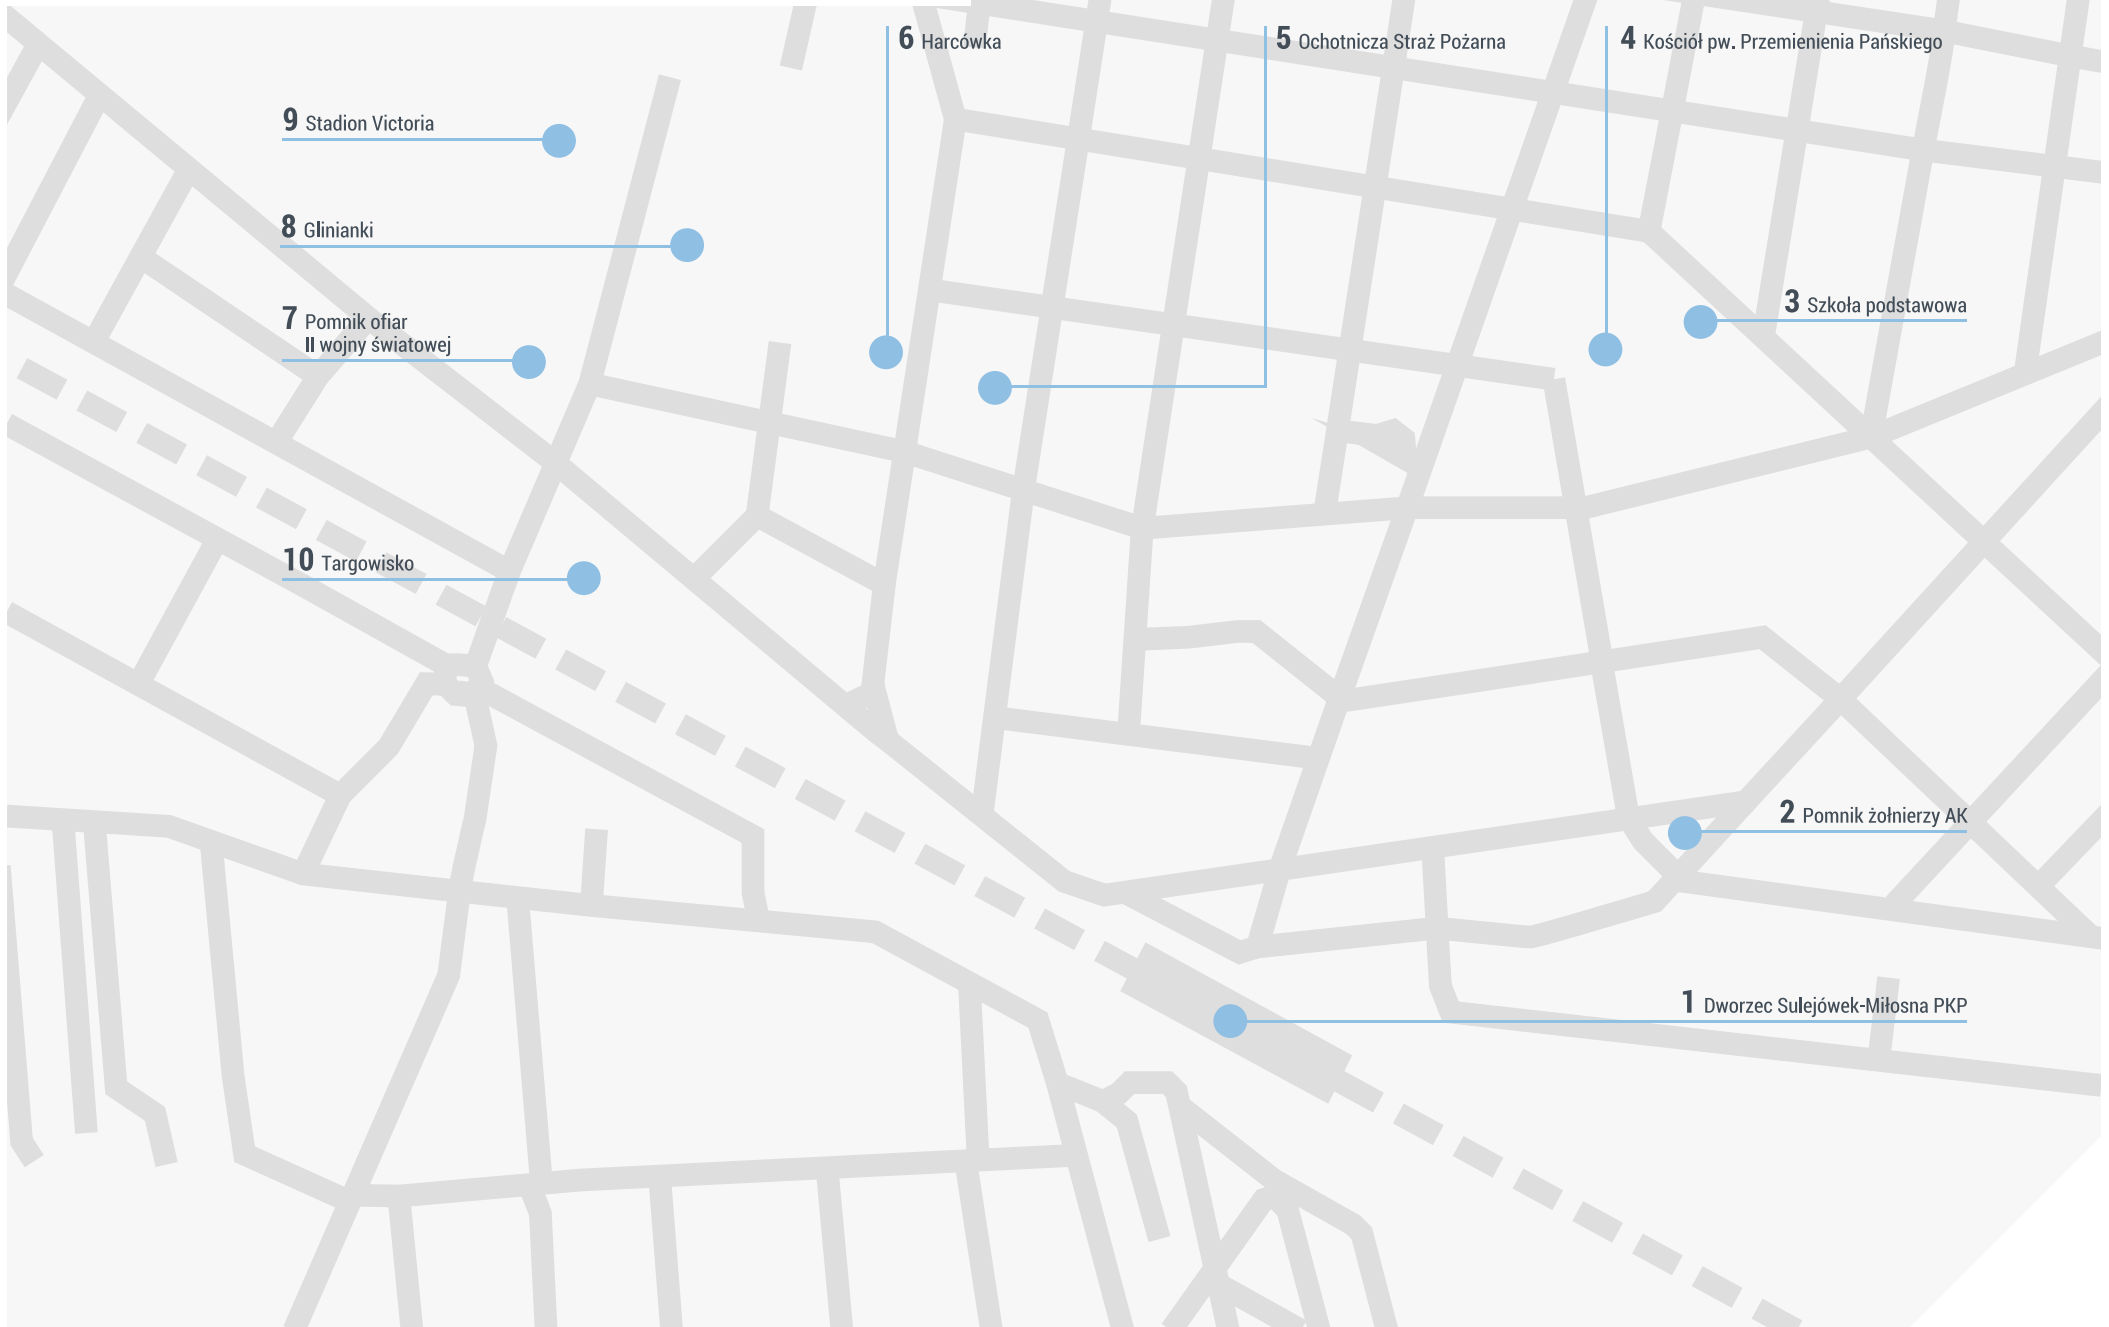 6 Harcówka
5 Ochotnicza Straż Pożarna
4 Kościół pw. Przemienienia Pańskiego
9 Stadion Victoria
8 Glinianki
3 Szkoła podstawowa
7 Pomnik ofiar
II wojny światowej
10 Targowisko
2 Pomnik żołnierzy AK
1 Dworzec Sulejówek-Miłosna PKP